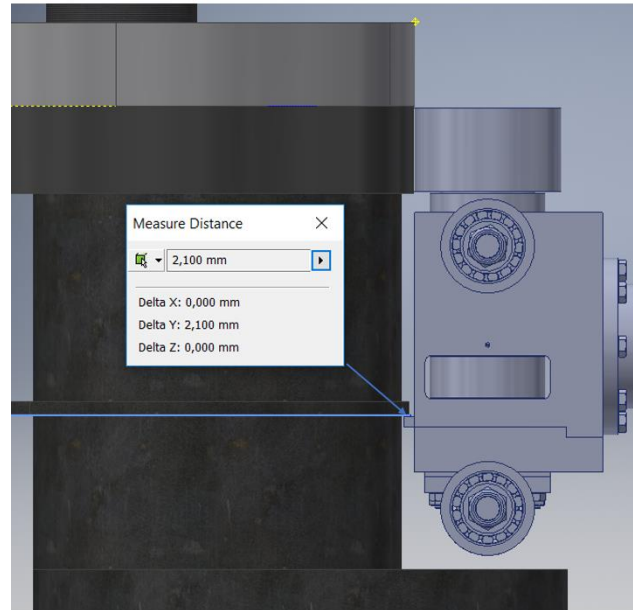 Measure Distance
2,100 mm
Delta X: 0,000 mm
Delta Y: 2,100 mm
Delta Z: 0,000 mm